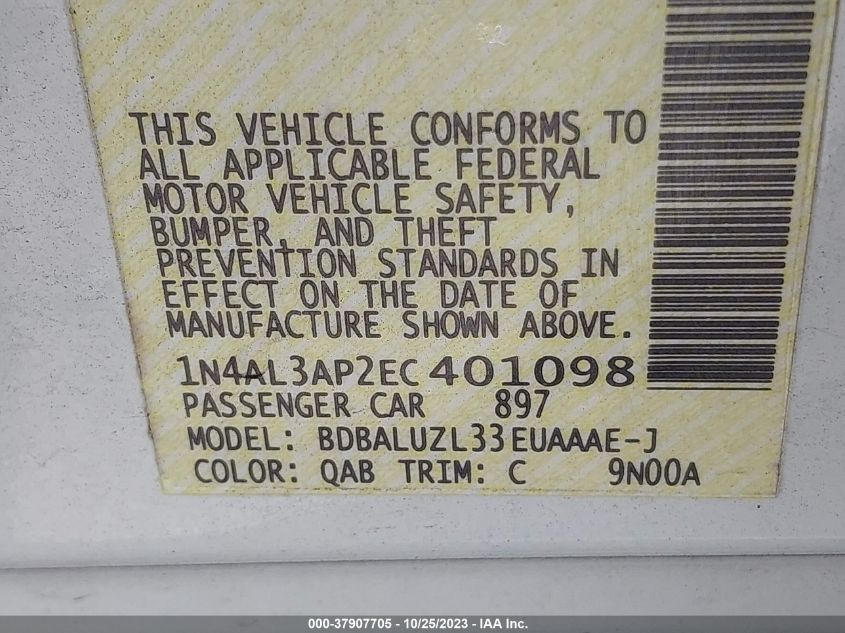 THIS VEHICLE CONFORMS TO
ALL APPLICABLE FEDERAL
MOTOR VEHICLE SAFETY,
BUMPER, AND THEFT
PREVENTION STANDARDS IN
EFFECT ON THE DATE OF
MANUFACTURE SHOWN ABOVE.
1N4AL3AP2EC401098
PASSENGER CAR 897
MODEL: BDBALUZL33EUAAAE-J
COLOR: QAB TRIM: C 9N00A
000-37907705 - 10/25/2023 - IAA Inc.